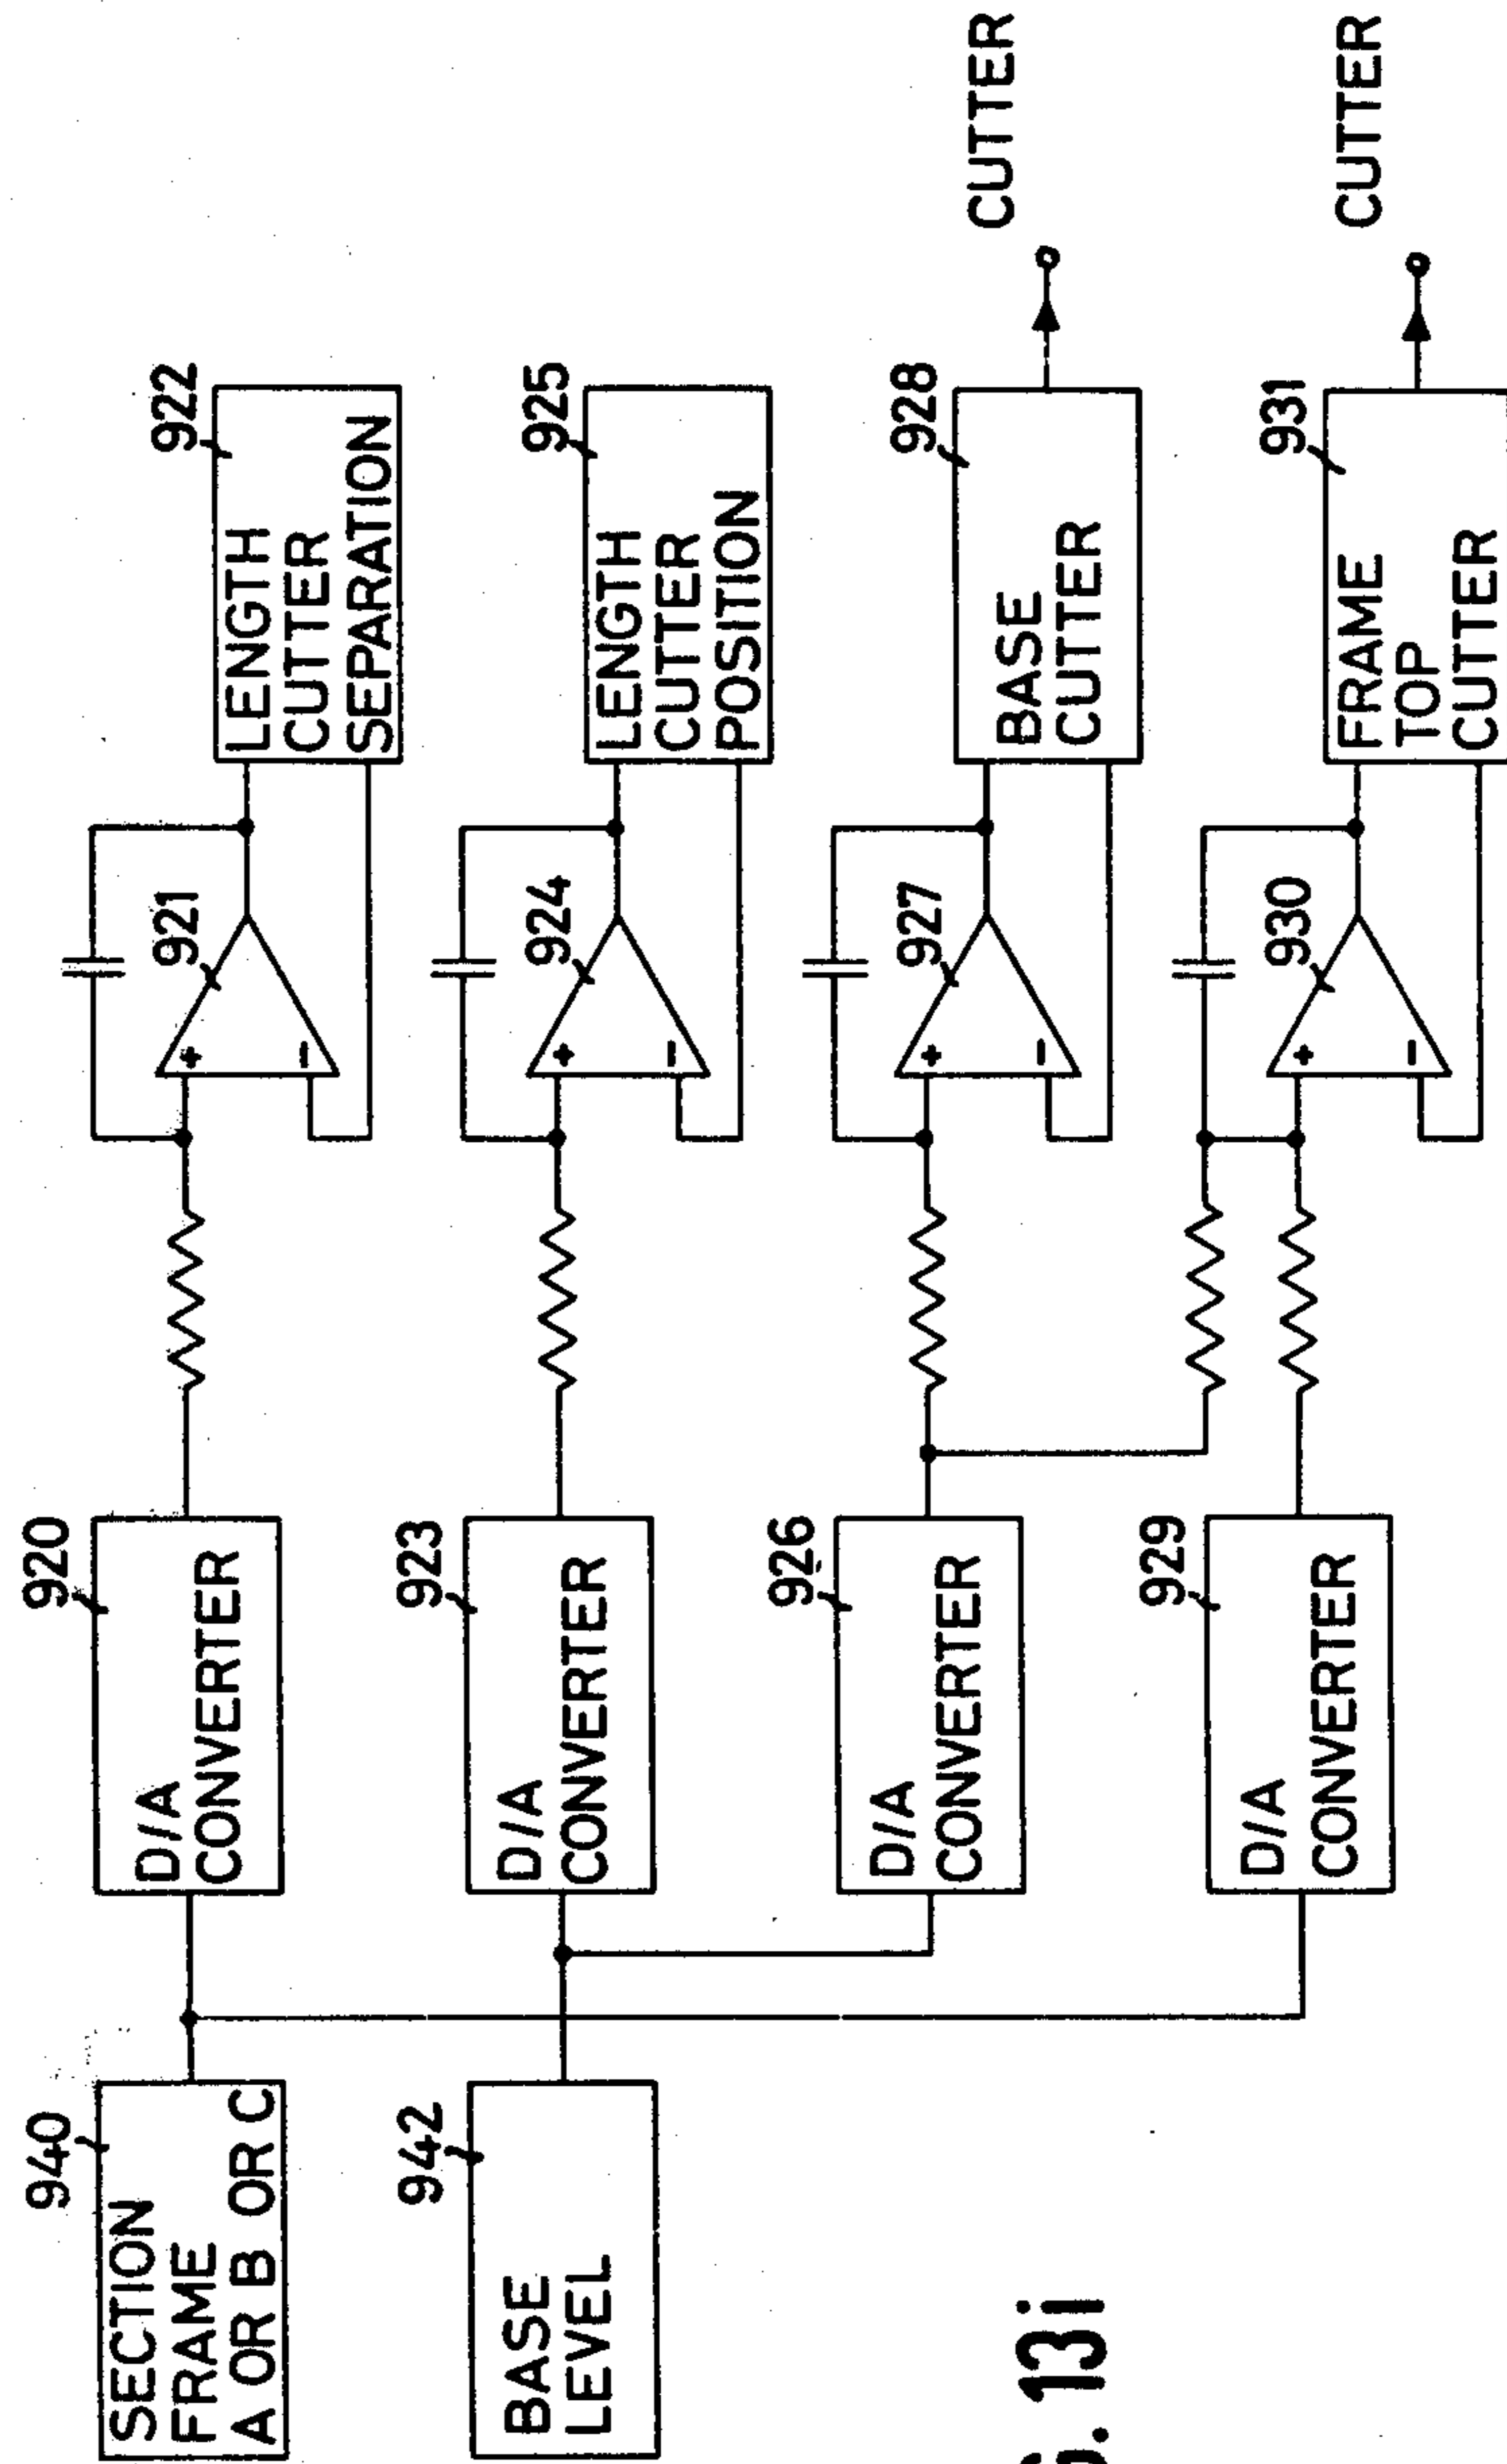 940
SECTION
FRAME
A OR B OR C
920
D/A
CONVERTER
921
+
-
922
LENGTH
CUTTER
SEPARATION
942
BASE
LEVEL
923
D/A
CONVERTER
924
+
-
925
LENGTH
CUTTER
POSITION
926
D/A
CONVERTER
927
+
-
928
BASE
CUTTER
CUTTER
929
D/A
CONVERTER
930
+
-
931
FRAME
TOP
CUTTER
CUTTER
13i